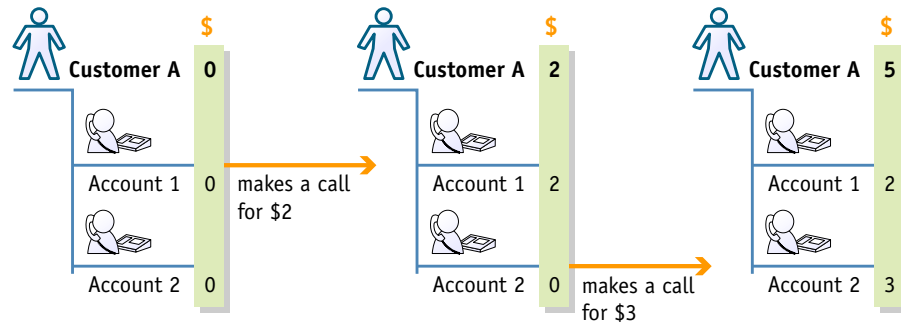 $
Customer A 0
Account 1 0
Account 2 0
makes a call
for $2
$
Customer A 2
Account 1 2
Account 2 0
makes a call
for $3
$
Customer A 5
Account 1 2
Account 2 3